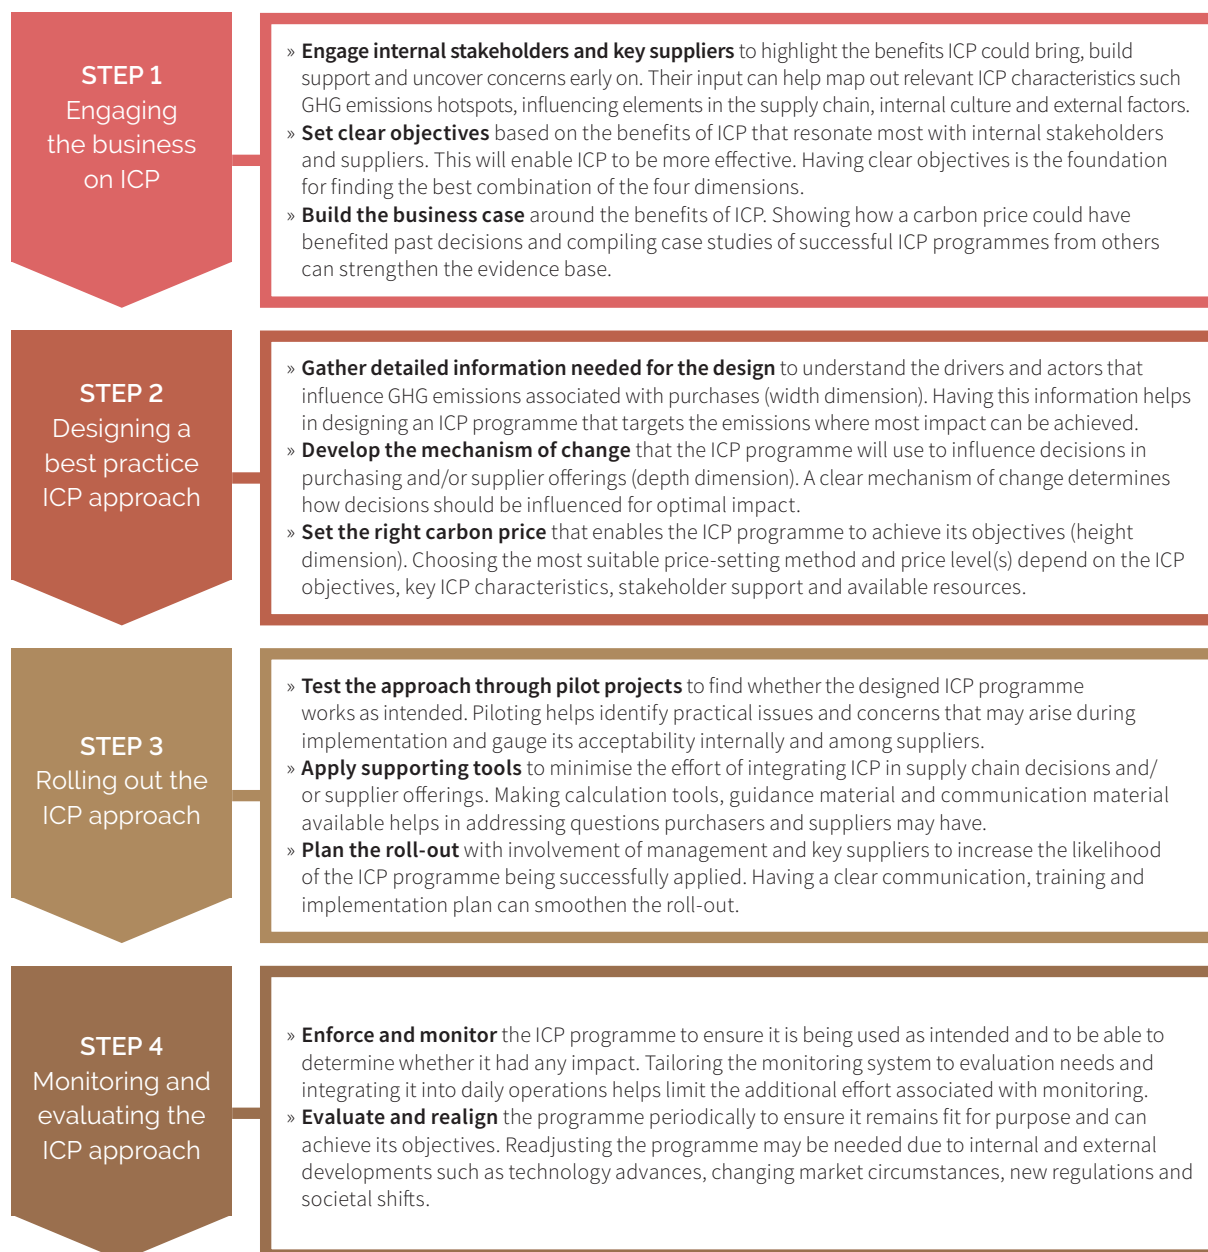 STEP 1
Engaging
the business
on ICP
» Engage internal stakeholders and key suppliers to highlight the benefits ICP could bring, build
support and uncover concerns early on. Their input can help map out relevant ICP characteristics such
GHG emissions hotspots, influencing elements in the supply chain, internal culture and external factors.
» Set clear objectives based on the benefits of ICP that resonate most with internal stakeholders
and suppliers. This will enable ICP to be more effective. Having clear objectives is the foundation
for finding the best combination of the four dimensions.
» Build the business case around the benefits of ICP. Showing how a carbon price could have
benefited past decisions and compiling case studies of successful ICP programmes from others
can strengthen the evidence base.
STEP 2
Designing a
best practice
ICP approach
» Gather detailed information needed for the design to understand the drivers and actors that
influence GHG emissions associated with purchases (width dimension). Having this information helps
in designing an ICP programme that targets the emissions where most impact can be achieved.
» Develop the mechanism of change that the ICP programme will use to influence decisions in
purchasing and/or supplier offerings (depth dimension). A clear mechanism of change determines
how decisions should be influenced for optimal impact.
» Set the right carbon price that enables the ICP programme to achieve its objectives (height
dimension). Choosing the most suitable price-setting method and price level(s) depend on the ICP
objectives, key ICP characteristics, stakeholder support and available resources.
STEP 3
Rolling out the
ICP approach
» Test the approach through pilot projects to find whether the designed ICP programme
works as intended. Piloting helps identify practical issues and concerns that may arise during
implementation and gauge its acceptability internally and among suppliers.
» Apply supporting tools to minimise the effort of integrating ICP in supply chain decisions and/
or supplier offerings. Making calculation tools, guidance material and communication material
available helps in addressing questions purchasers and suppliers may have.
» Plan the roll-out with involvement of management and key suppliers to increase the likelihood
of the ICP programme being successfully applied. Having a clear communication, training and
implementation plan can smoothen the roll-out.
STEP 4
Monitoring and
evaluating the
ICP approach
» Enforce and monitor the ICP programme to ensure it is being used as intended and to be able to
determine whether it had any impact. Tailoring the monitoring system to evaluation needs and
integrating it into daily operations helps limit the additional effort associated with monitoring.
» Evaluate and realign the programme periodically to ensure it remains fit for purpose and can
achieve its objectives. Readjusting the programme may be needed due to internal and external
developments such as technology advances, changing market circumstances, new regulations and
societal shifts.